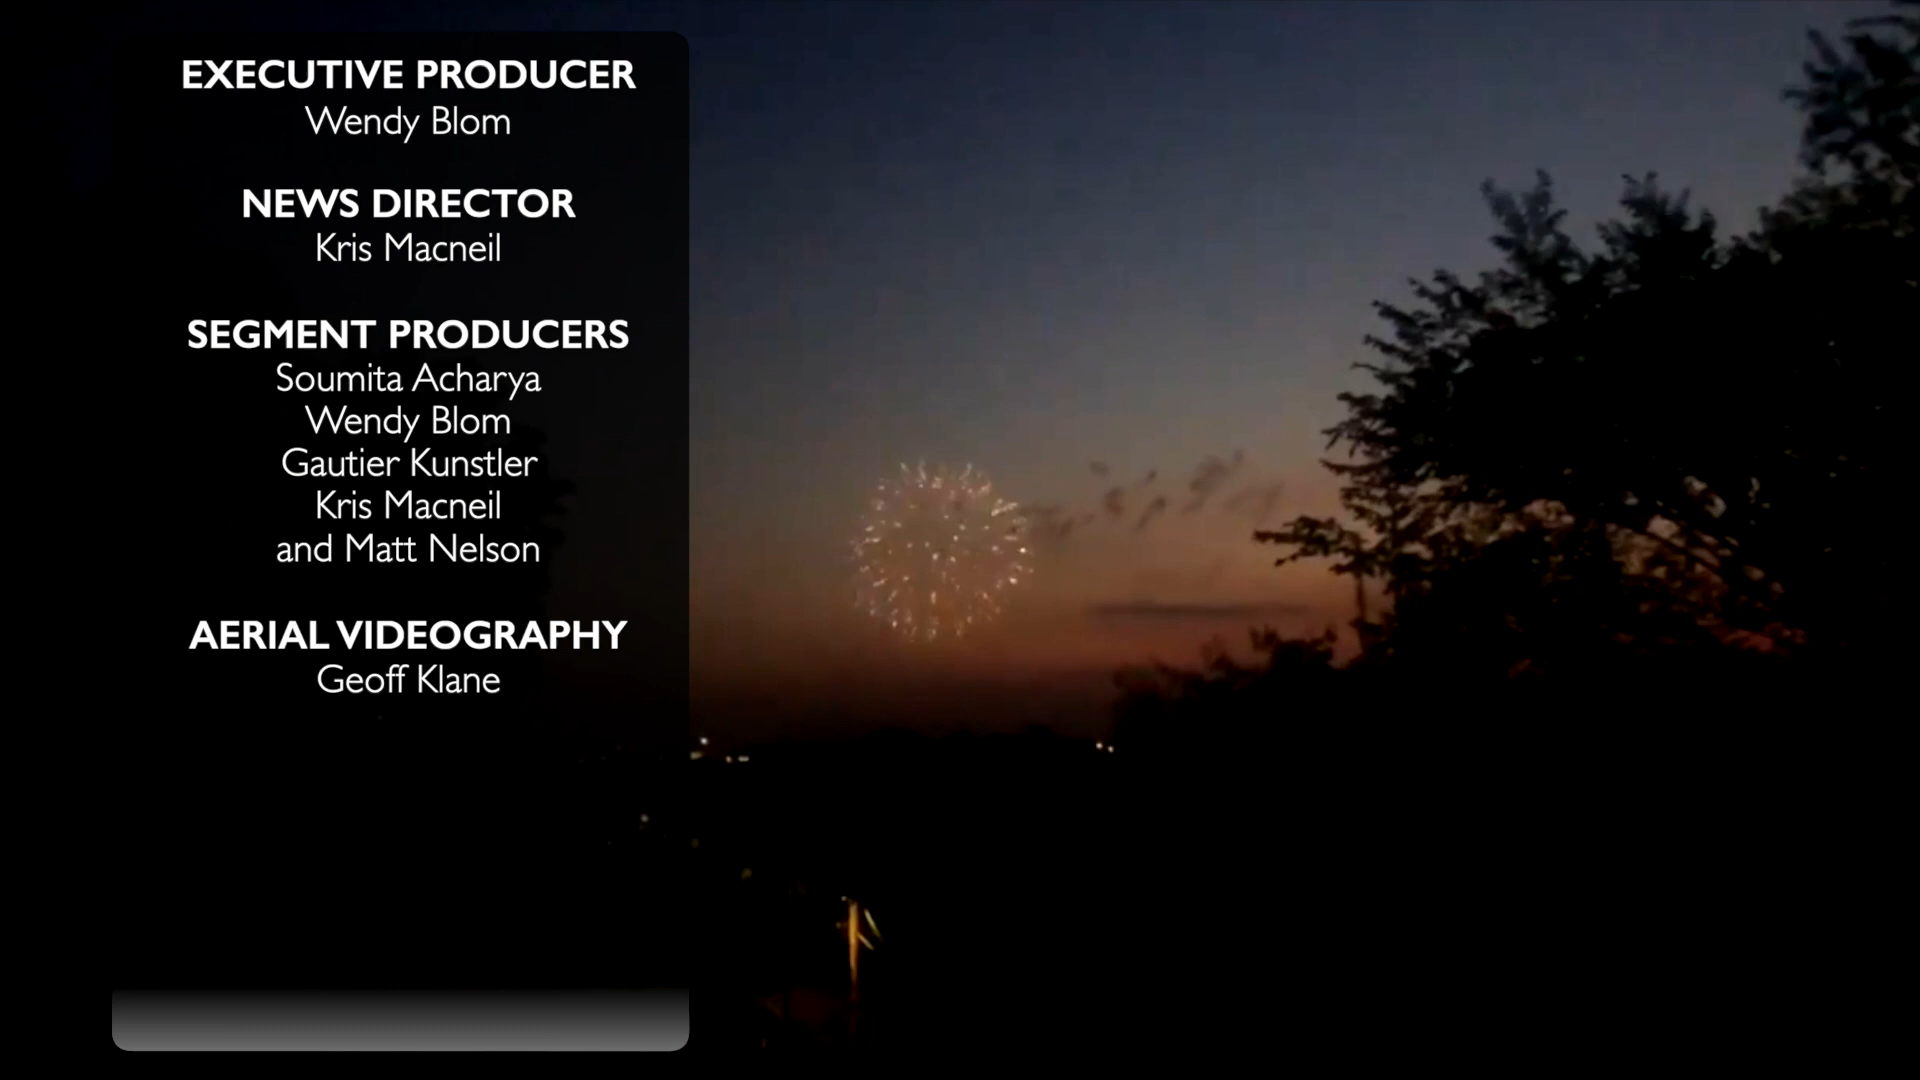 EXECUTIVE PRODUCER
Wendy Blom
NEWS DIRECTOR
Kris Macneil
SEGMENT PRODUCERS
Soumita Acharya
Wendy Blom
Gautier Kunstler
Kris Macneil
and Matt Nelson
AERIAL VIDEOGRAPHY
Geoff Klane